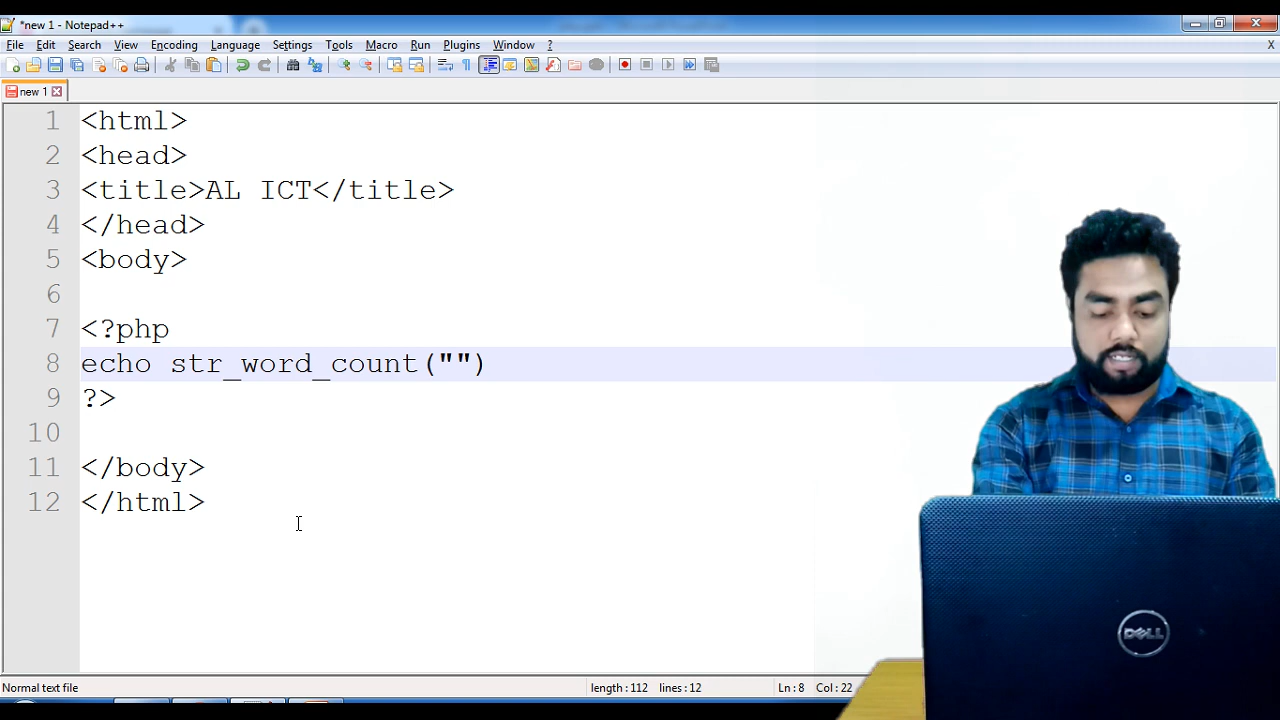 *new 1 - Notepad++
File Edit Search View Encoding Language Settings Tools Macro Run Plugins Window ? X
new 1
1 <html>
2 <head>
3 <title>AL ICT</title>
4 </head>
5 <body>
6
7 <?php
8 echo str_word_count("")
9 ?>
10
11 </body>
12 </html>
DELL
Normal text file length : 112 lines : 12 Ln : 8 Col : 22